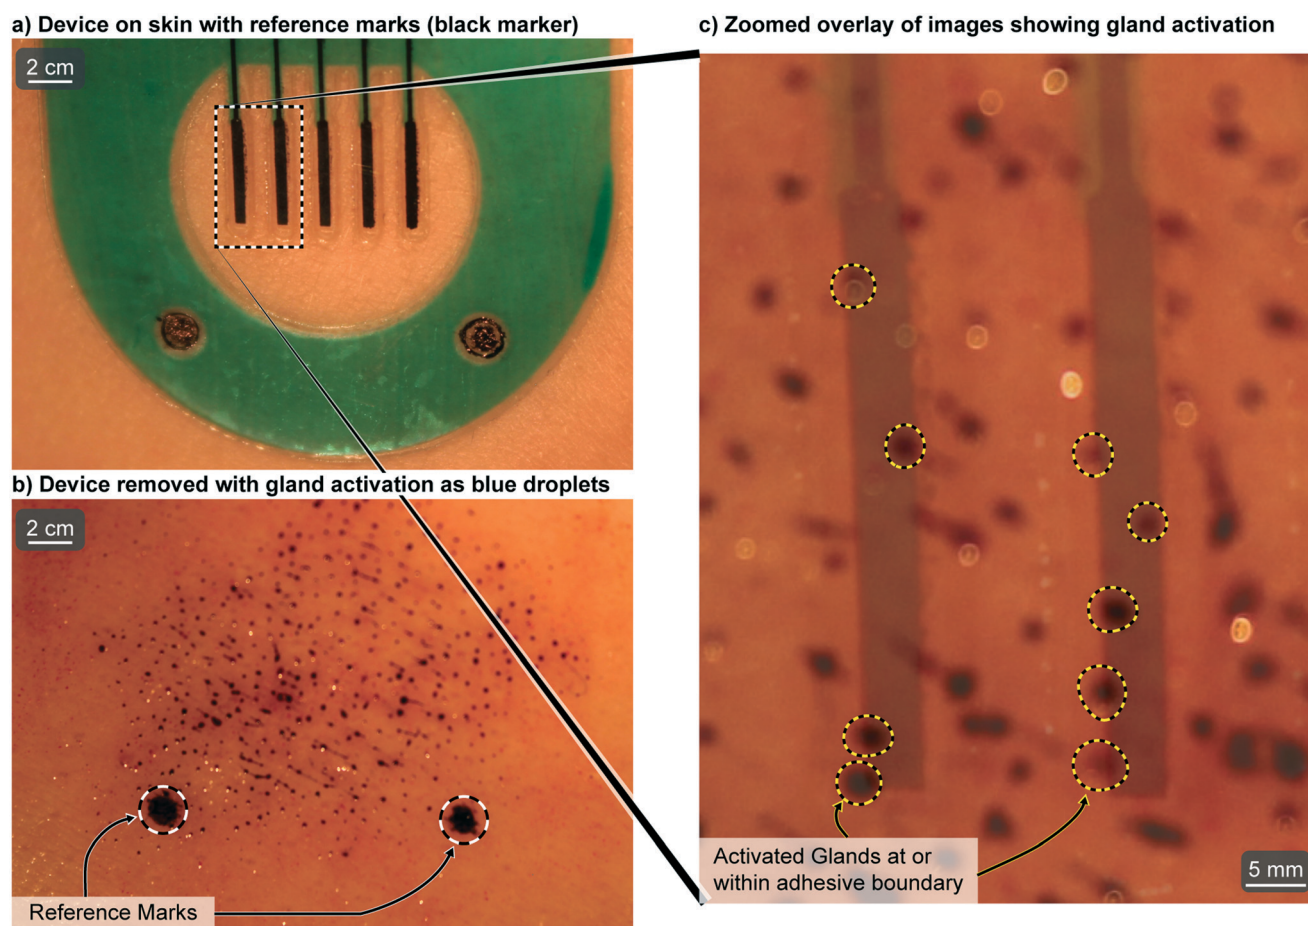 a) Device on skin with reference marks (black marker)
2 cm
b) Device removed with gland activation as blue droplets
2 cm
Reference Marks
c) Zoomed overlay of images showing gland activation
Activated Glands at or
within adhesive boundary
5 mm